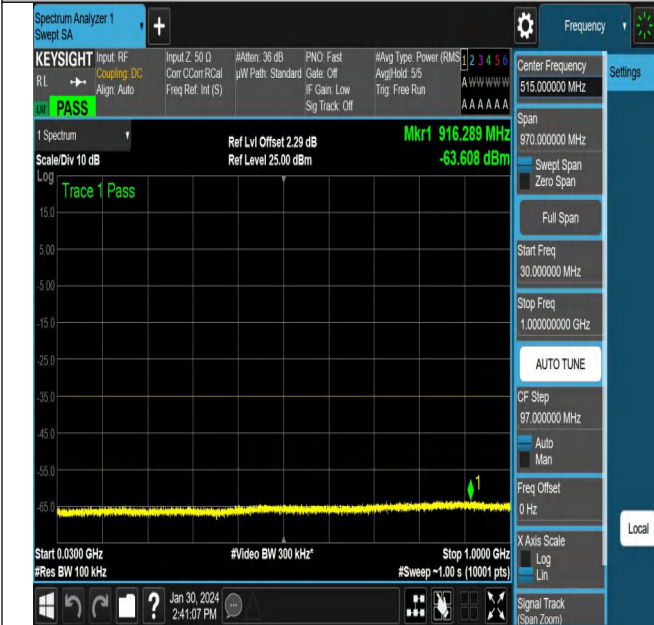 Spectrum Analyzer 1
Swept SA
+
Frequency
KEYSIGHT
RL
PASS
Input: RF
Coupling: DC
Align: Auto
Input Z: 50 Ω
Corr CCorr RCal
Freq Ref: Int (S)
#Atten: 36 dB
µW Path: Standard
PNO: Fast
Gate: Off
IF Gain: Low
Sig Track: Off
#Avg Type: Power (RMS
Avg|Hold: 5/5
Trig: Free Run
1 2 3 4 5 6
A W W W W W
A A A A A A
1 Spectrum
Scale/Div 10 dB
Ref Lvl Offset 2.29 dB
Ref Level 25.00 dBm
Mkr1 916.289 MHz
-63.608 dBm
Log
Trace 1 Pass
15.0
5.00
-5.00
-15.0
-25.0
-35.0
-45.0
-55.0
-65.0
1
Start 0.0300 GHz
#Res BW 100 kHz
#Video BW 300 kHz*
Stop 1.0000 GHz
#Sweep ~1.00 s (10001 pts)
?
Jan 30, 2024
2:41:07 PM
Center Frequency
515.000000 MHz
Span
970.000000 MHz
Swept Span
Zero Span
Full Span
Start Freq
30.000000 MHz
Stop Freq
1.000000000 GHz
AUTO TUNE
CF Step
97.000000 MHz
Auto
Man
Freq Offset
0 Hz
X Axis Scale
Log
Lin
Signal Track
(Span Zoom)
Settings
Local